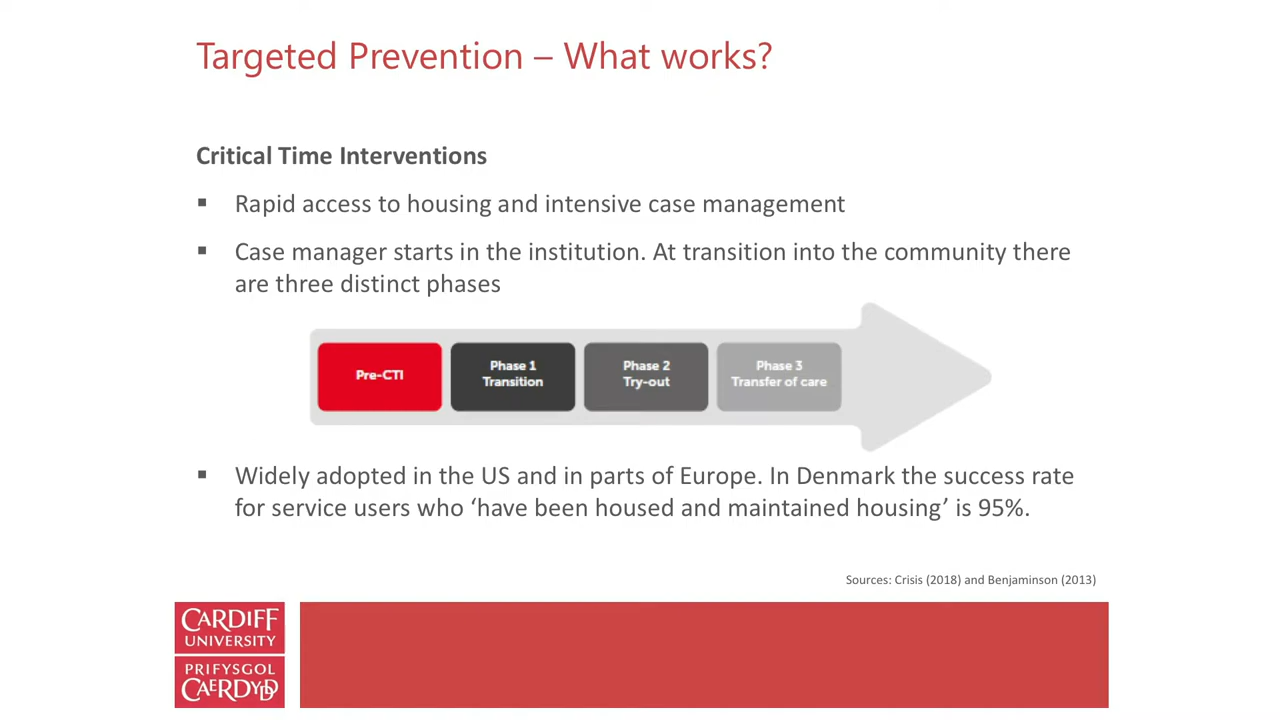 Targeted Prevention – What works?
Critical Time Interventions
▪ Rapid access to housing and intensive case management
▪ Case manager starts in the institution. At transition into the community there
are three distinct phases
Pre-CTI
Phase 1
Transition
Phase 2
Try-out
Phase 3
Transfer of care
▪ Widely adopted in the US and in parts of Europe. In Denmark the success rate
for service users who ‘have been housed and maintained housing’ is 95%.
Sources: Crisis (2018) and Benjaminson (2013)
CARDIFF
UNIVERSITY
PRIFYSGOL
CAERDYDD